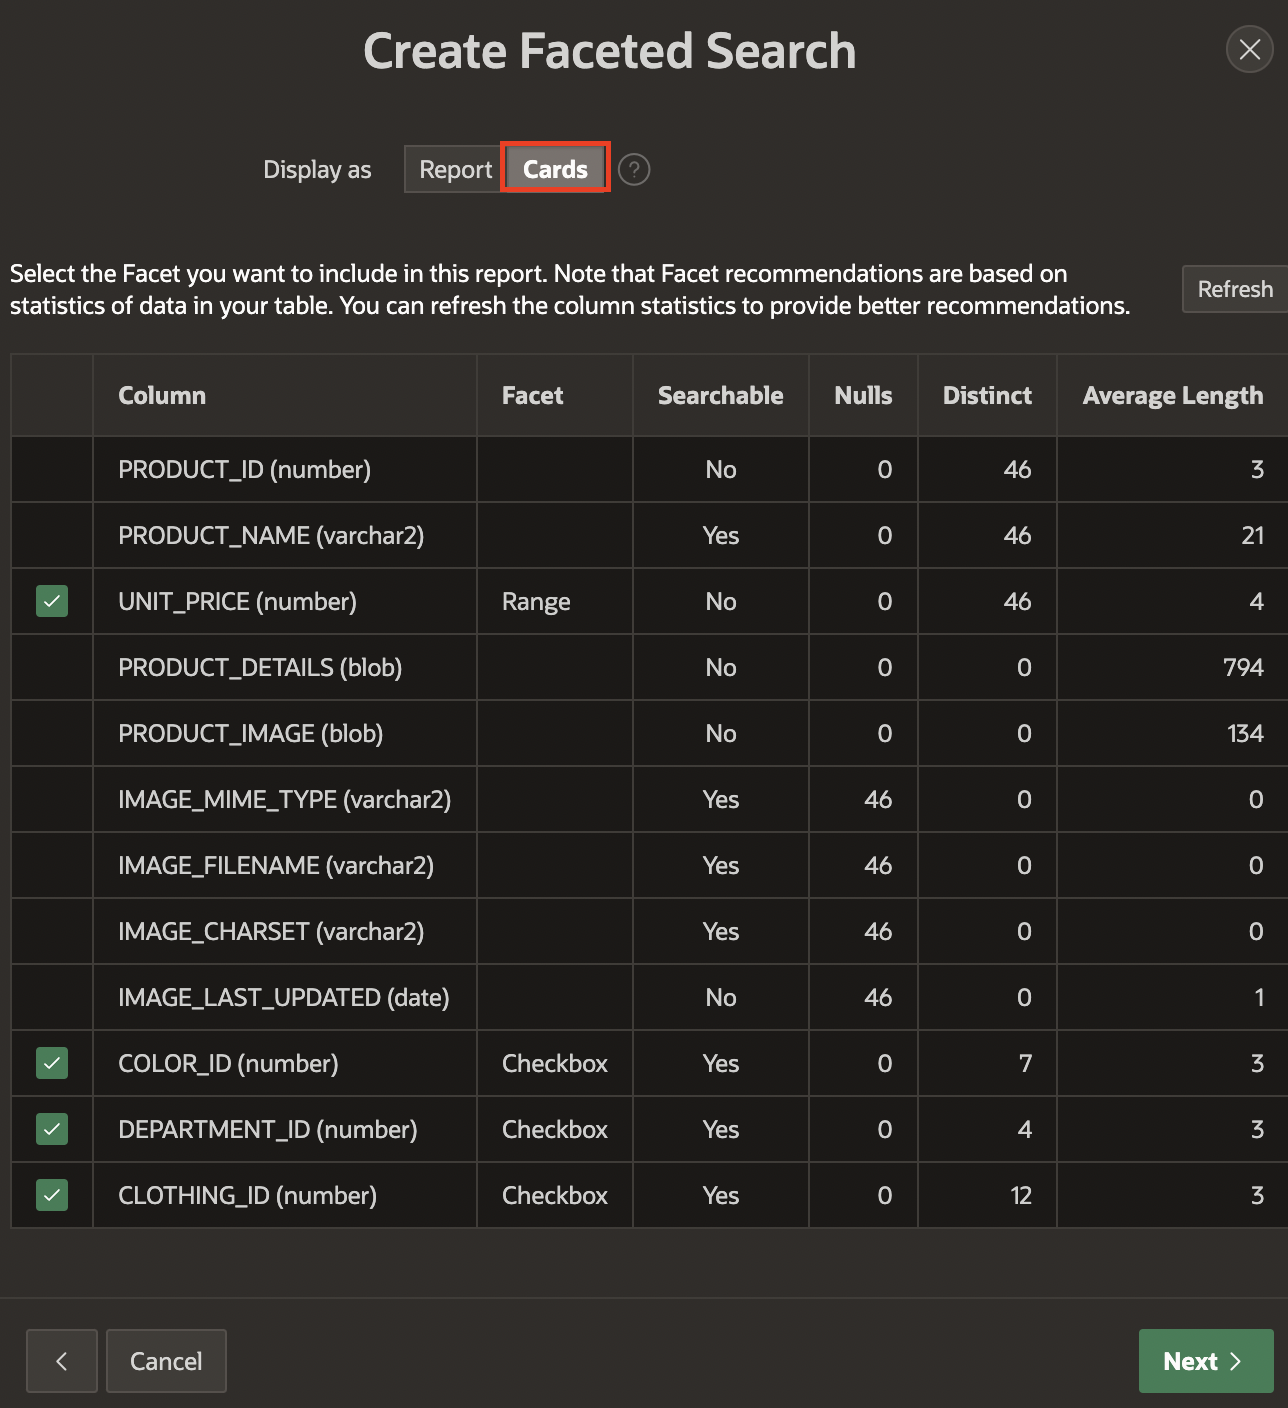 Create Faceted Search
Display as Report Cards ?
Select the Facet you want to include in this report. Note that Facet recommendations are based on
statistics of data in your table. You can refresh the column statistics to provide better recommendations.
Refresh
Column Facet Searchable Nulls Distinct Average Length
PRODUCT_ID (number) No 0 46 3
PRODUCT_NAME (varchar2) Yes 0 46 21
UNIT_PRICE (number) Range No 0 46 4
PRODUCT_DETAILS (blob) No 0 0 794
PRODUCT_IMAGE (blob) No 0 0 134
IMAGE_MIME_TYPE (varchar2) Yes 46 0 0
IMAGE_FILENAME (varchar2) Yes 46 0 0
IMAGE_CHARSET (varchar2) Yes 46 0 0
IMAGE_LAST_UPDATED (date) No 46 0 1
COLOR_ID (number) Checkbox Yes 0 7 3
DEPARTMENT_ID (number) Checkbox Yes 0 4 3
CLOTHING_ID (number) Checkbox Yes 0 12 3
Cancel Next